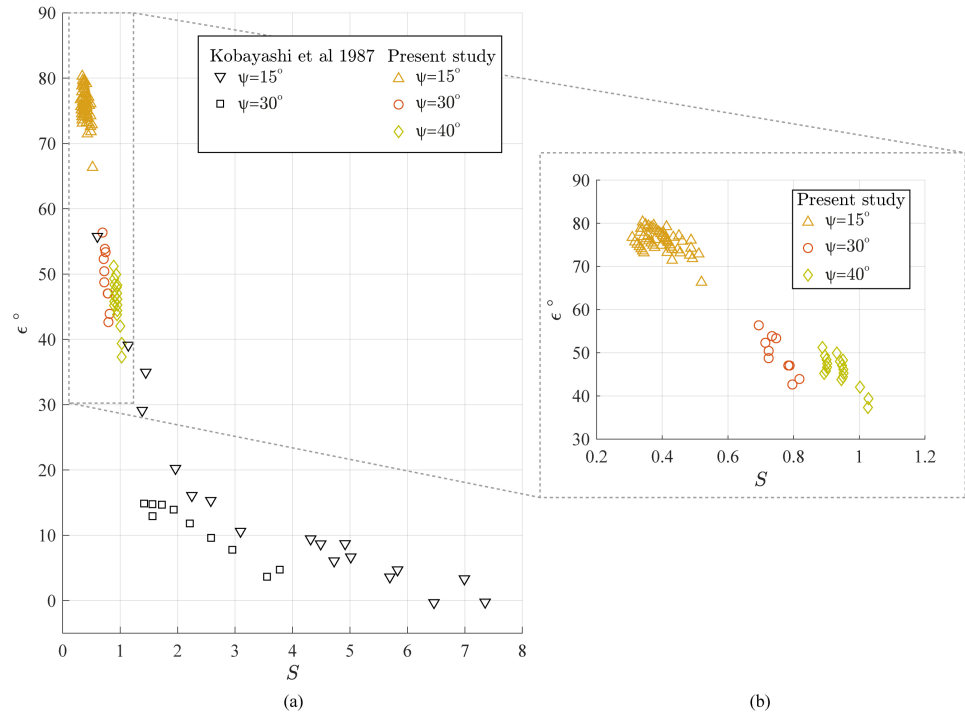 90
80
70
60
50
40
30
20
10
0
ϵ °
0 1 2 3 4 5 6 7 8
S
(a)
Kobayashi et al 1987 Present study
ψ=15° ψ=15°
ψ=30° ψ=30°
ψ=40°
90
80
70
60
50
40
30
ϵ °
0.2 0.4 0.6 0.8 1 1.2
S
(b)
Present study
ψ=15°
ψ=30°
ψ=40°